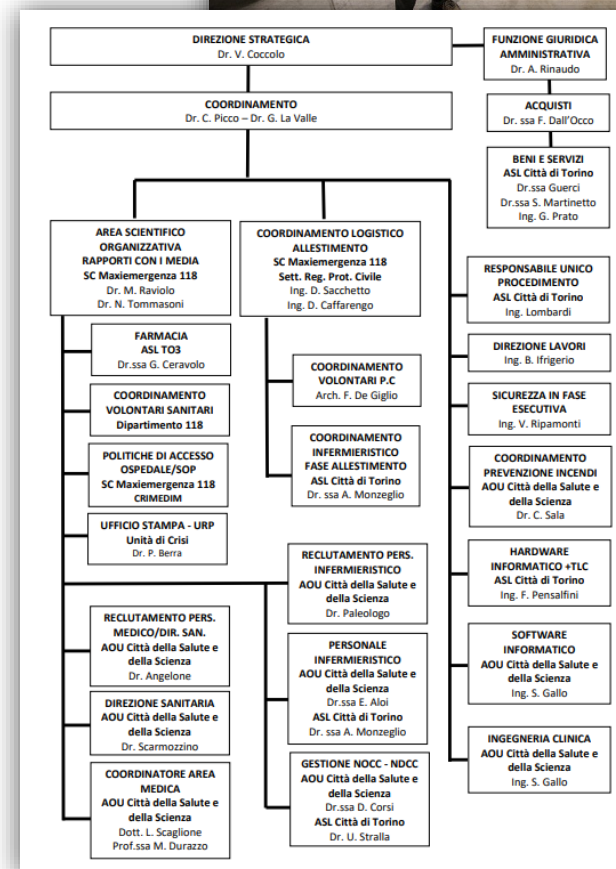 DIREZIONE STRATEGICA
Dr. V. Coccolo
FUNZIONE GIURIDICA
AMMINISTRATIVA
Dr. A. Rinaudo
COORDINAMENTO
Dr. C. Picco – Dr. G. La Valle
ACQUISTI
Dr. ssa F. Dall'Occo
BENI E SERVIZI
ASL Città di Torino
Dr.ssa Guerci
Dr.ssa S. Martinetto
Ing. G. Prato
AREA SCIENTIFICO
ORGANIZZATIVA
RAPPORTI CON I MEDIA
SC Maxiemergenza 118
Dr. M. Raviolo
Dr. N. Tommasoni
COORDINAMENTO LOGISTICO
ALLESTIMENTO
SC Maxiemergenza 118
Sett. Reg. Prot. Civile
Ing. D. Sacchetto
Ing. D. Caffarengo
RESPONSABILE UNICO
PROCEDIMENTO
ASL Città di Torino
Ing. Lombardi
FARMACIA
ASL TO3
Dr.ssa G. Ceravolo
COORDINAMENTO
VOLONTARI P.C
Arch. F. De Giglio
DIREZIONE LAVORI
Ing. B. Ifrigerio
COORDINAMENTO
VOLONTARI SANITARI
Dipartimento 118
SICUREZZA IN FASE
ESECUTIVA
Ing. V. Ripamonti
POLITICHE DI ACCESSO
OSPEDALE/SOP
SC Maxiemergenza 118
CRIMEDIM
COORDINAMENTO
INFERMIERISTICO
FASE ALLESTIMENTO
ASL Città di Torino
Dr. ssa A. Monzeglio
COORDINAMENTO
PREVENZIONE INCENDI
AOU Città della Salute e
della Scienza
Dr. C. Sala
UFFICIO STAMPA - URP
Unità di Crisi
Dr. P. Berra
RECLUTAMENTO PERS.
INFERMIERISTICO
AOU Città della Salute e
della Scienza
Dr. Paleologo
HARDWARE
INFORMATICO +TLC
ASL Città di Torino
Ing. F. Pensalfini
RECLUTAMENTO PERS.
MEDICO/DIR. SAN.
AOU Città della Salute e
della Scienza
Dr. Angelone
PERSONALE
INFERMIERISTICO
AOU Città della Salute e
della Scienza
Dr.ssa E. Aloi
ASL Città di Torino
Dr. ssa A. Monzeglio
SOFTWARE
INFORMATICO
AOU Città della Salute e
della Scienza
Ing. S. Gallo
DIREZIONE SANITARIA
AOU Città della Salute e
della Scienza
Dr. Scarmozzino
INGEGNERIA CLINICA
AOU Città della Salute e
della Scienza
Ing. S. Gallo
COORDINATORE AREA
MEDICA
AOU Città della Salute e
della Scienza
Dott. L. Scaglione
Prof.ssa M. Durazzo
GESTIONE NOCC - NDCC
AOU Città della Salute e
della Scienza
Dr.ssa D. Corsi
ASL Città di Torino
Dr. U. Stralla